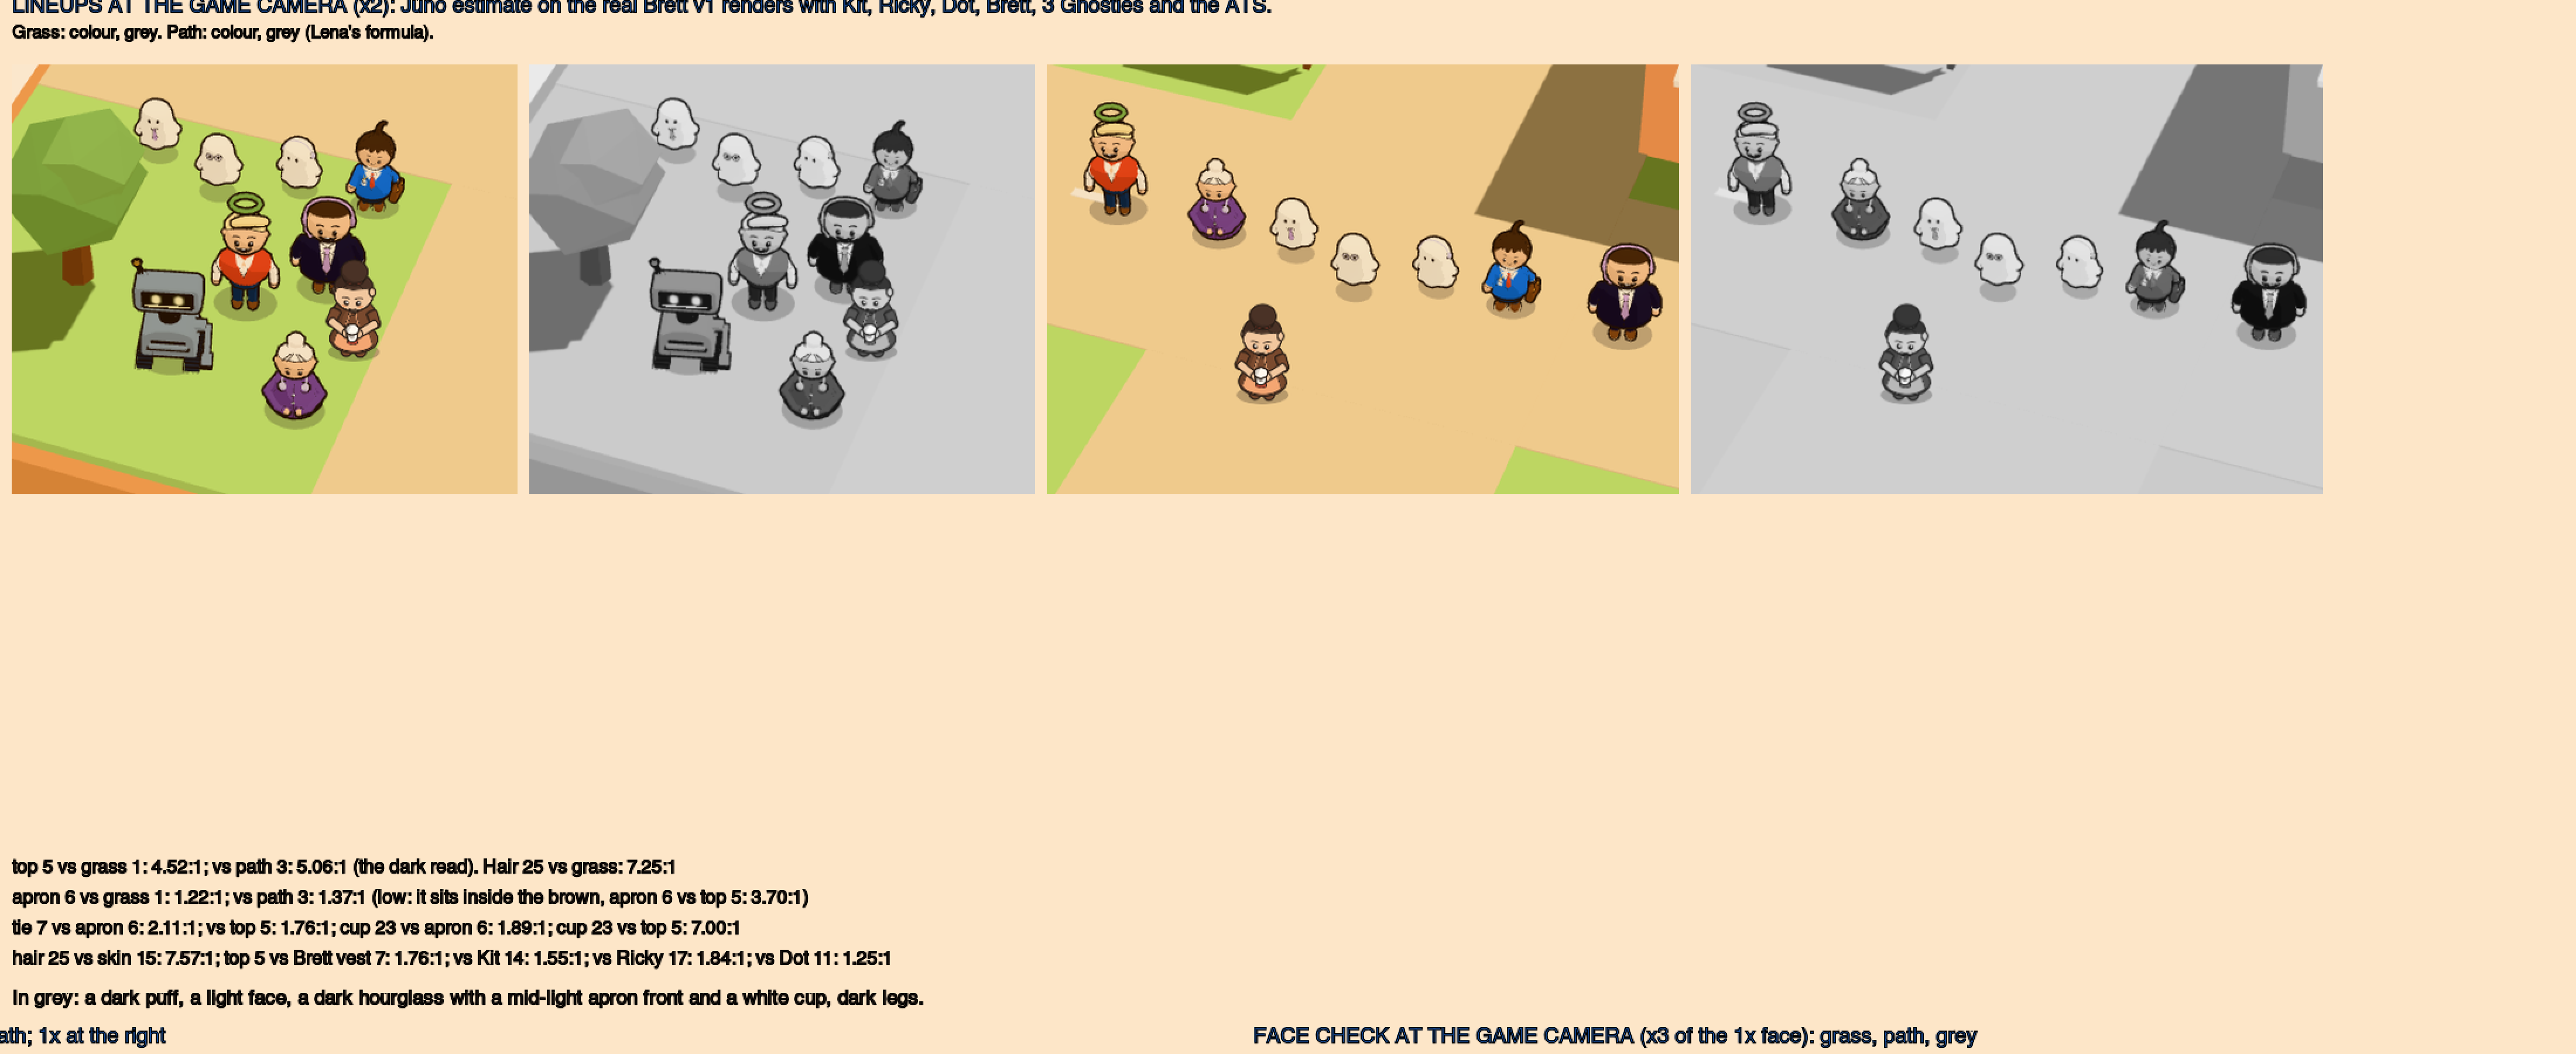 LINEUPS AT THE GAME CAMERA (x2): Juno estimate on the real Brett v1 renders with Kit, Ricky, Dot, Brett, 3 Ghosties and the ATS.
Grass: colour, grey. Path: colour, grey (Lena's formula).
top 5 vs grass 1: 4.52:1; vs path 3: 5.06:1 (the dark read). Hair 25 vs grass: 7.25:1
apron 6 vs grass 1: 1.22:1; vs path 3: 1.37:1 (low: it sits inside the brown, apron 6 vs top 5: 3.70:1)
tie 7 vs apron 6: 2.11:1; vs top 5: 1.76:1; cup 23 vs apron 6: 1.89:1; cup 23 vs top 5: 7.00:1
hair 25 vs skin 15: 7.57:1; top 5 vs Brett vest 7: 1.76:1; vs Kit 14: 1.55:1; vs Ricky 17: 1.84:1; vs Dot 11: 1.25:1
In grey: a dark puff, a light face, a dark hourglass with a mid-light apron front and a white cup, dark legs.
ath; 1x at the right
FACE CHECK AT THE GAME CAMERA (x3 of the 1x face): grass, path, grey